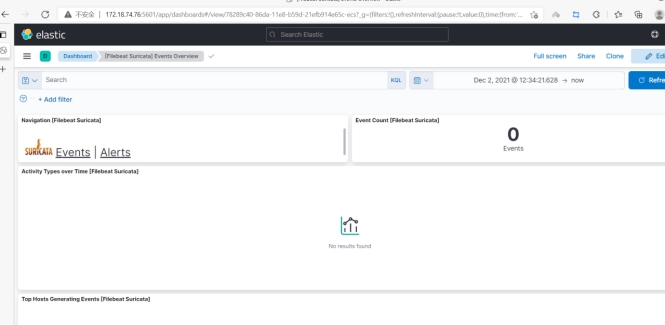 不安全 | 172.18.74.76:5601/app/dashboards#/view/78289c40-86da-11e8-b59d-21efb914e65c-ecs?_g=(filters:!(),refreshInterval:(pause:!t,value:0),time:(from:'...
elastic
Search Elastic
D Dashboard [Filebeat Suricata] Events Overview
Full screen Share Clone Edi
Search KQL Dec 2, 2021 @ 12:34:21.628 → now Refre
+ Add filter
Navigation [Filebeat Suricata]
SURICATA Events | Alerts
Event Count [Filebeat Suricata]
0
Events
Activity Types over Time [Filebeat Suricata]
No results found
Top Hosts Generating Events [Filebeat Suricata]